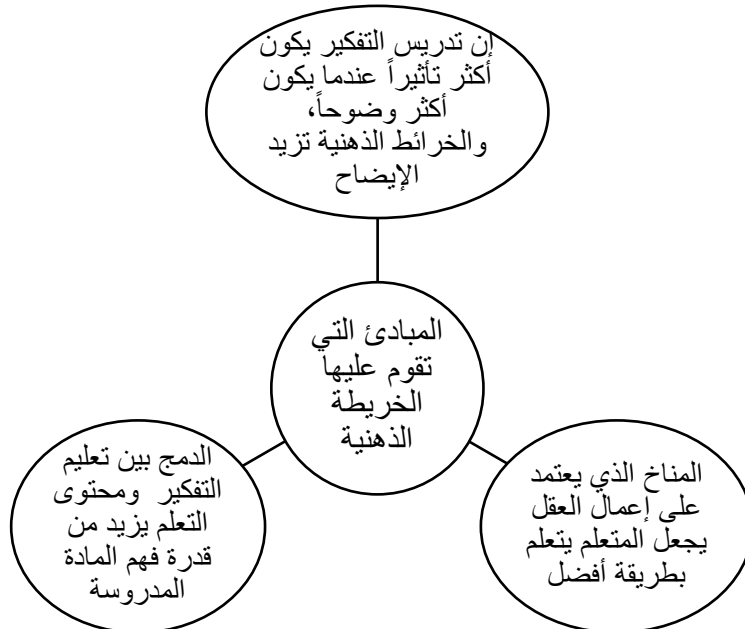 إن تدريس التفكير يكون
أكثر تأثيراً عندما يكون
أكثر وضوحاً،
والخرائط الذهنية تزيد
الإيضاح
المبادئ التي
تقوم عليها
الخريطة
الذهنية
المناخ الذي يعتمد
على إعمال العقل
يجعل المتعلم يتعلم
بطريقة أفضل
الدمج بين تعليم
التفكير ومحتوى
التعلم يزيد من
قدرة فهم المادة
المدروسة